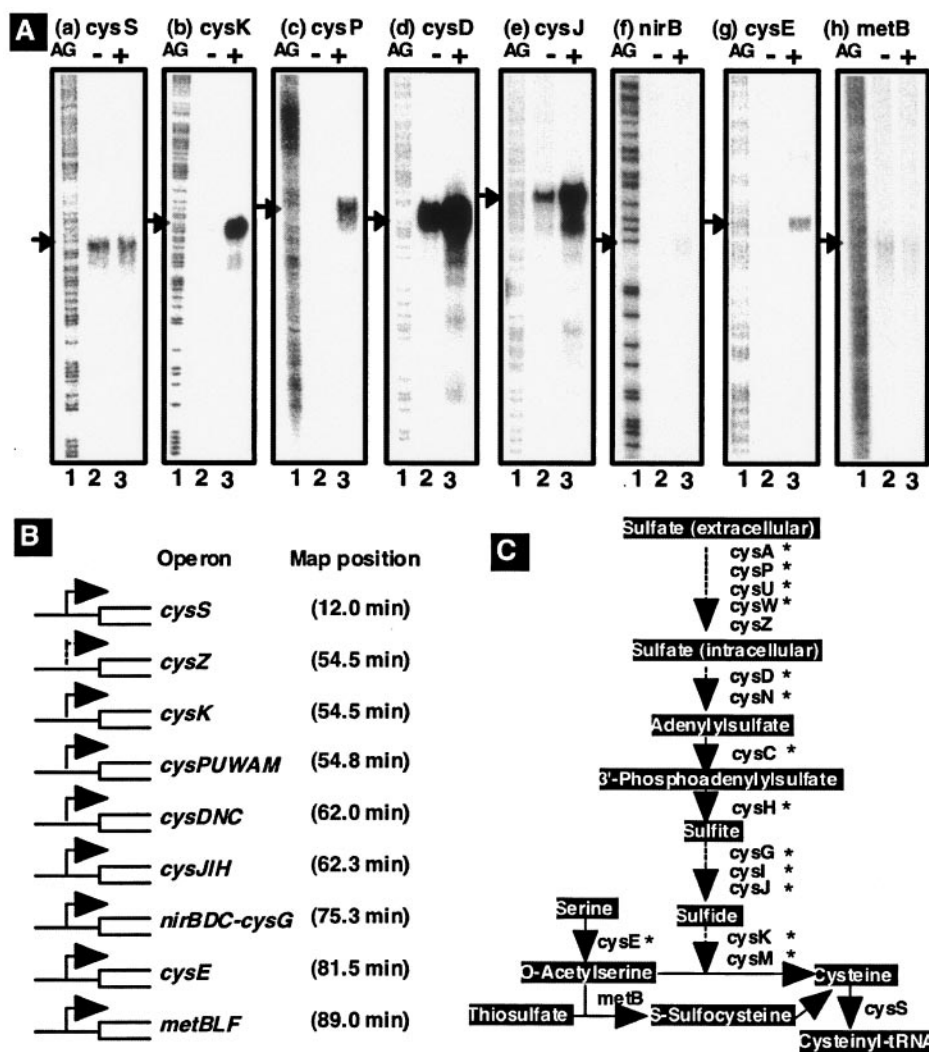 A
(a) cysS (b) cysK (c) cysP (d) cysD (e) cysJ (f) nirB (g) cysE (h) metB
AG - + AG - + AG - + AG - + AG - + AG - + AG - + AG - +
1 2 3 1 2 3 1 2 3 1 2 3 1 2 3 1 2 3 1 2 3 1 2 3
B
Operon Map position
cysS (12.0 min)
cysZ (54.5 min)
cysK (54.5 min)
cysPUWAM (54.8 min)
cysDNC (62.0 min)
cysJIH (62.3 min)
nirBDC-cysG (75.3 min)
cysE (81.5 min)
metBLF (89.0 min)
C
Sulfate (extracellular)
cysA *
cysP *
cysU *
cysW *
cysZ
Sulfate (intracellular)
cysD *
cysN *
Adenylylsulfate
cysC *
3'-Phosphoadenylylsulfate
cysH *
Sulfite
cysG *
cysI *
cysJ *
Serine
Sulfide
cysE *
cysK *
cysM *
O-Acetylserine
Cysteine
metB
cysS
Thiosulfate
S-Sulfocysteine
Cysteinyl-tRNA